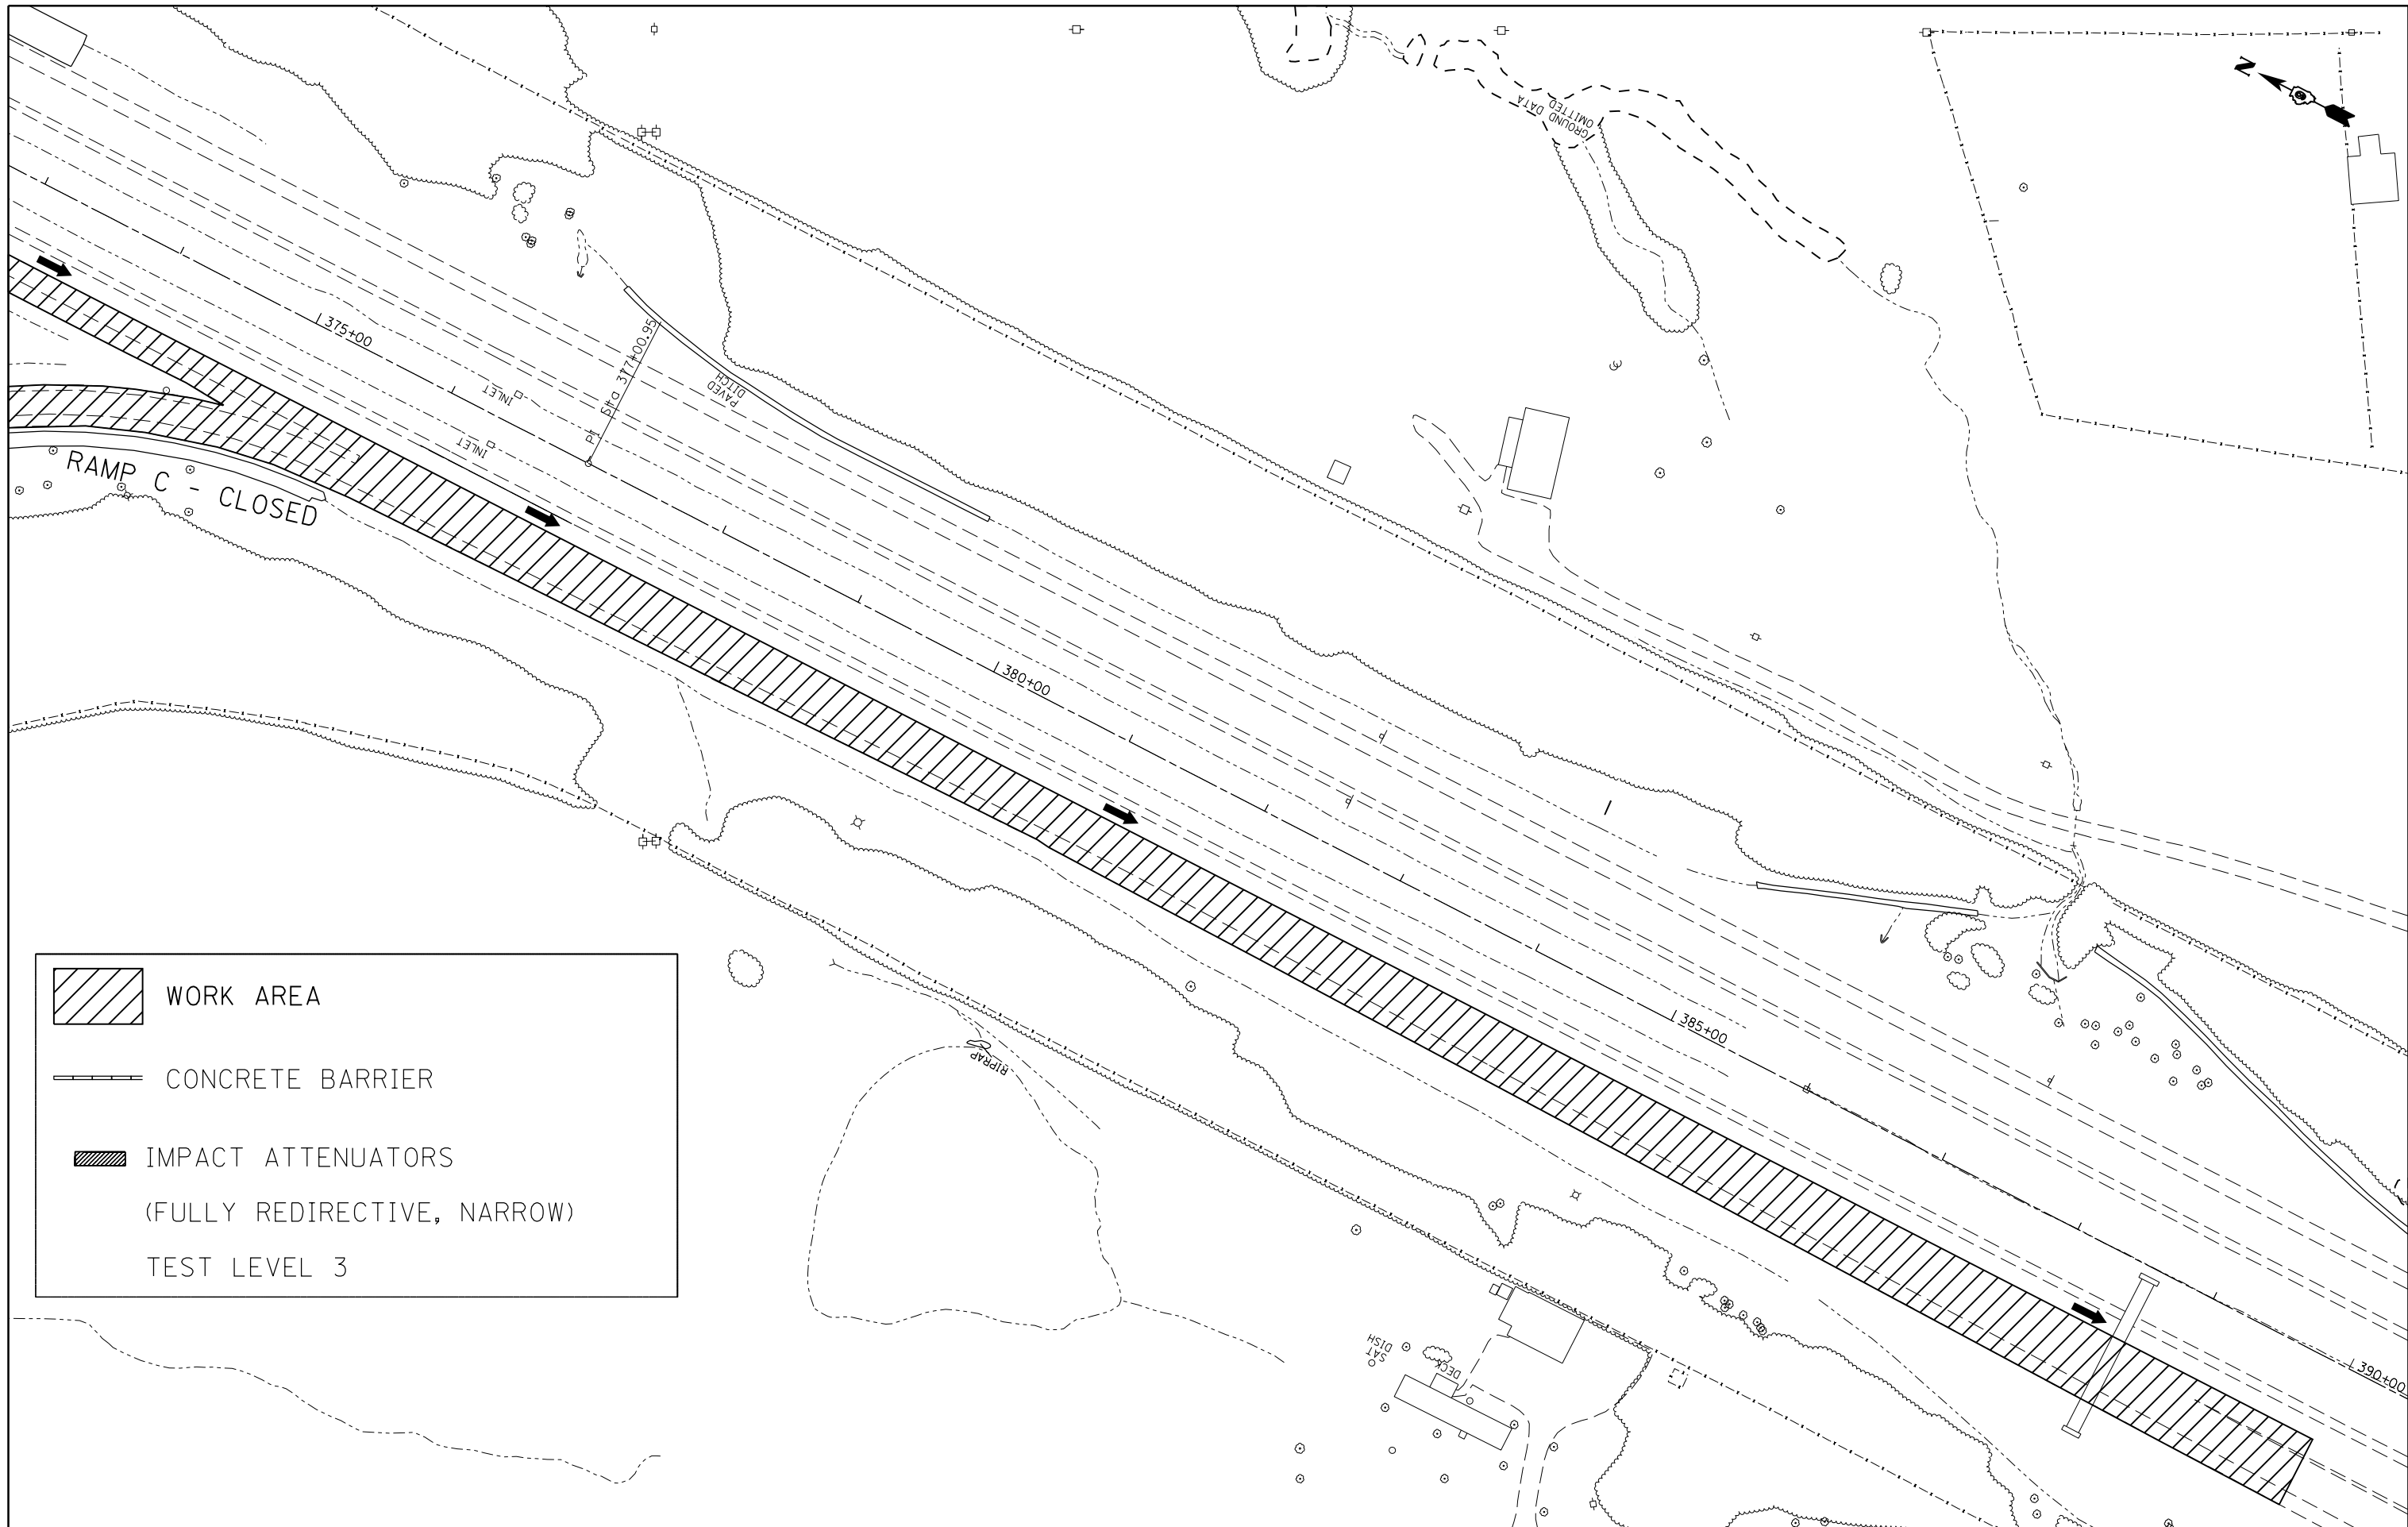 N
GROUND DATA
OMITTED
375+00
PI Sta 377+00.95
INLET
PAVED
DITCH
INLET
RAMP C - CLOSED
380+00
385+00
WORK AREA
CONCRETE BARRIER
IMPACT ATTENUATORS
(FULLY REDIRECTIVE, NARROW)
TEST LEVEL 3
RIPRAP
SAT
DISH
DECK
390+00